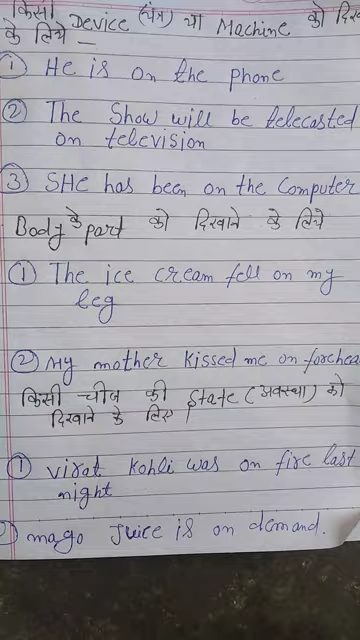 किसी Device (यंत्र) या Machine को
के लिये –
① He is on the phone
② The Show will be telecasted
on television
③ SHe has been on the Computer
Body के part को दिखाने के लिये
① The ice cream fell on my
leg
② My mother kissed me on forehea
किसी चीज की State (अवस्था) को
दिखाने के लिए
① virat kohli was on fire last
night
mago Juice is on demand.